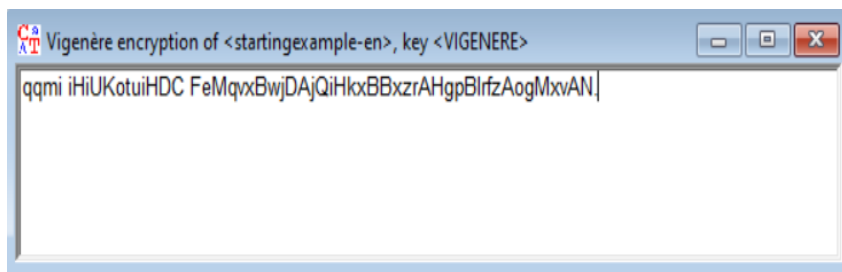 Vigenère encryption of <startingexample-en>, key <VIGENERE>
qqmi iHiUKotuiHDC FeMqvxBwjDAjQiHkxBBxzrAHgpBlrfzAogMxvAN.